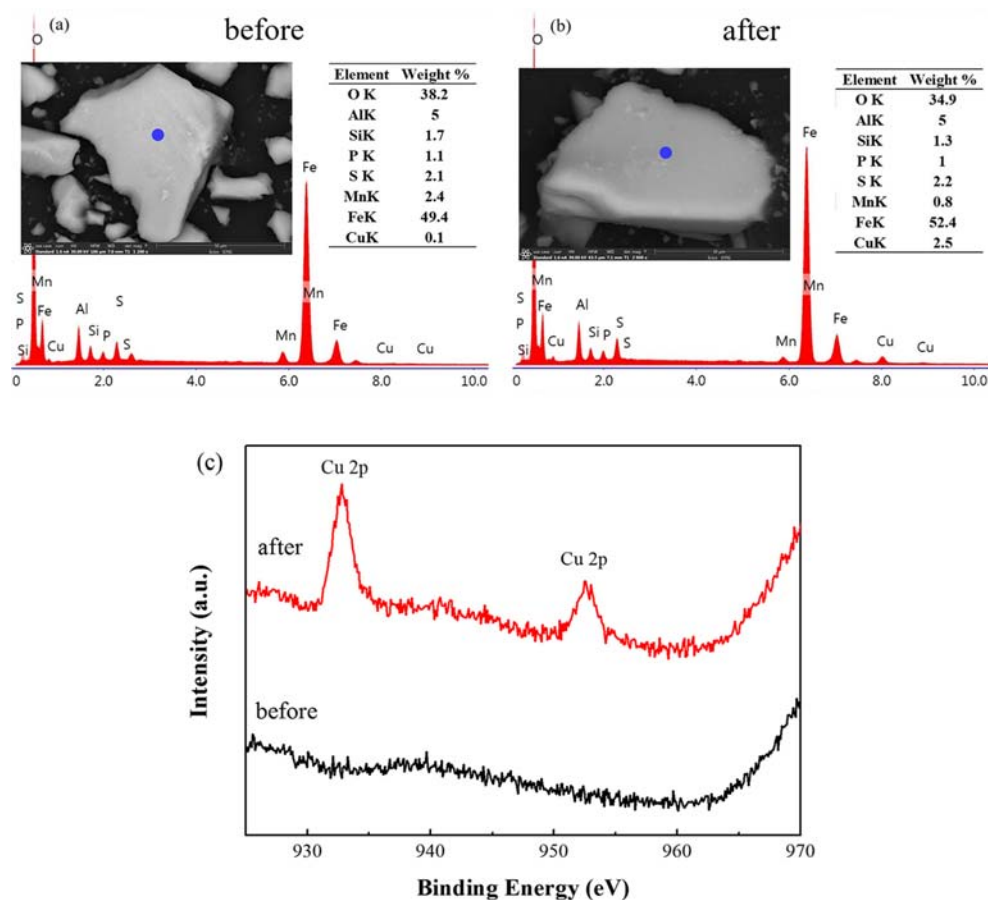 (a)
before
O
Element Weight %
O K 38.2
AlK 5
SiK 1.7
P K 1.1
S K 2.1
MnK 2.4
FeK 49.4
CuK 0.1
Fe
Mn
Mn
S
P
Si
Fe
Cu
Al
Si
P
S
S
Mn
Fe
Cu
Cu
0 2.0 4.0 6.0 8.0 10.0
(b)
after
O
Element Weight %
O K 34.9
AlK 5
SiK 1.3
P K 1
S K 2.2
MnK 0.8
FeK 52.4
CuK 2.5
Fe
Mn
Mn
S
P
Si
Fe
Cu
Al
Si
P
S
S
Mn
Fe
Cu
Cu
0 2.0 4.0 6.0 8.0 10.0
(c)
Cu 2p
after
Cu 2p
before
Intensity (a.u.)
930 940 950 960 970
Binding Energy (eV)